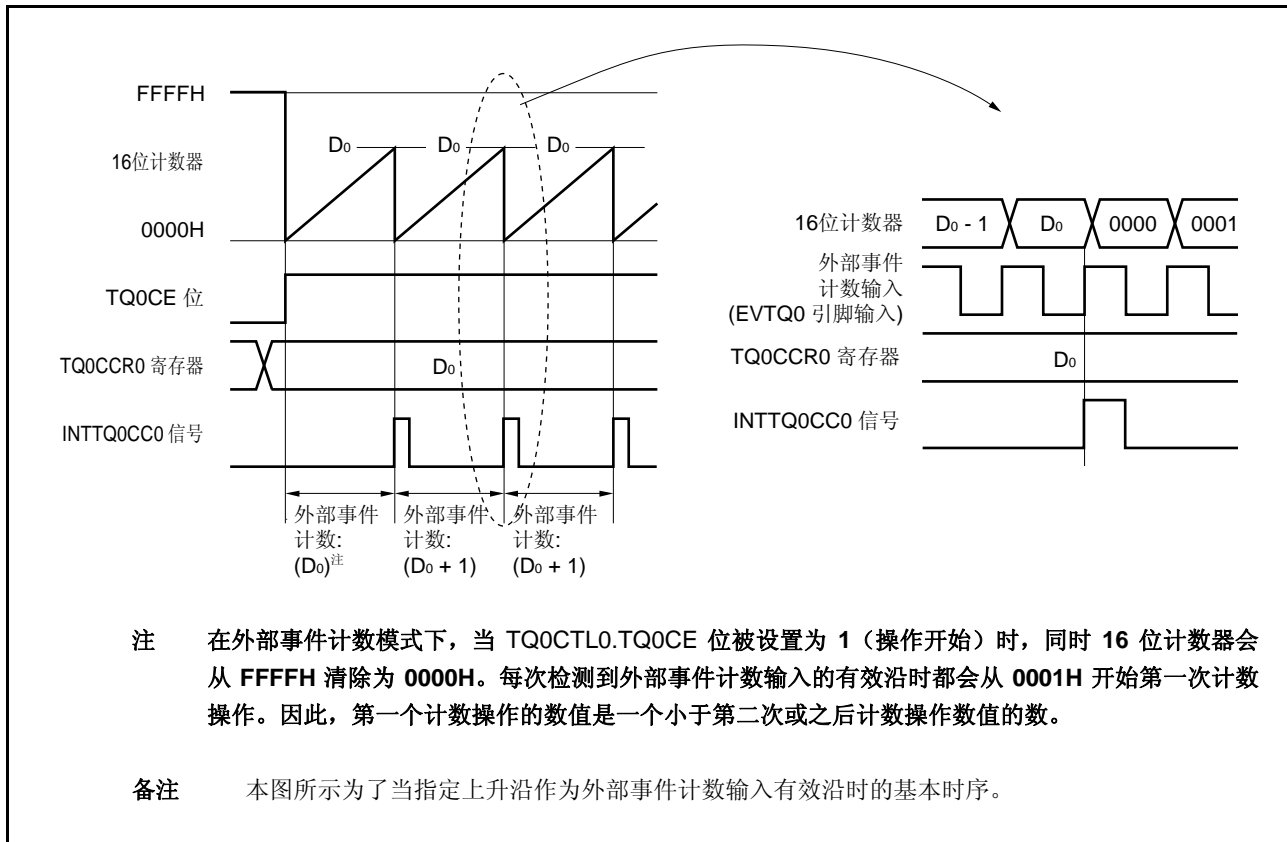 FFFFH
16位计数器
0000H
D0
D0
D0
TQ0CE 位
TQ0CCR0 寄存器
D0
INTTQ0CC0 信号
外部事件
计数:
(D0)注
外部事件
计数:
(D0 + 1)
外部事件
计数:
(D0 + 1)
16位计数器
D0 - 1
D0
0000
0001
外部事件
计数输入
(EVTQ0 引脚输入)
TQ0CCR0 寄存器
D0
INTTQ0CC0 信号
注 在外部事件计数模式下，当 TQ0CTL0.TQ0CE 位被设置为 1（操作开始）时，同时 16 位计数器会
从 FFFFH 清除为 0000H。每次检测到外部事件计数输入的有效沿时都会从 0001H 开始第一次计数
操作。因此，第一个计数操作的数值是一个小于第二次或之后计数操作数值的数。
备注 本图所示为了当指定上升沿作为外部事件计数输入有效沿时的基本时序。